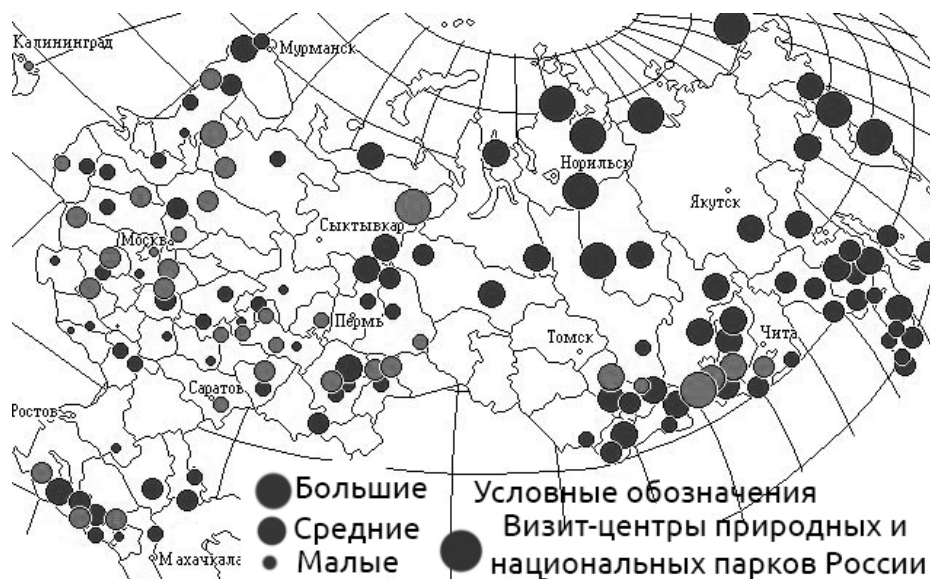 Калининград
Мурманск
Норильск
Якутск
Сыктывкар
Москва
Пермь
Томск
Чита
Саратов
Ростов
Махачкала
Большие
Средние
Малые
Условные обозначения
Визит-центры природных и
национальных парков России